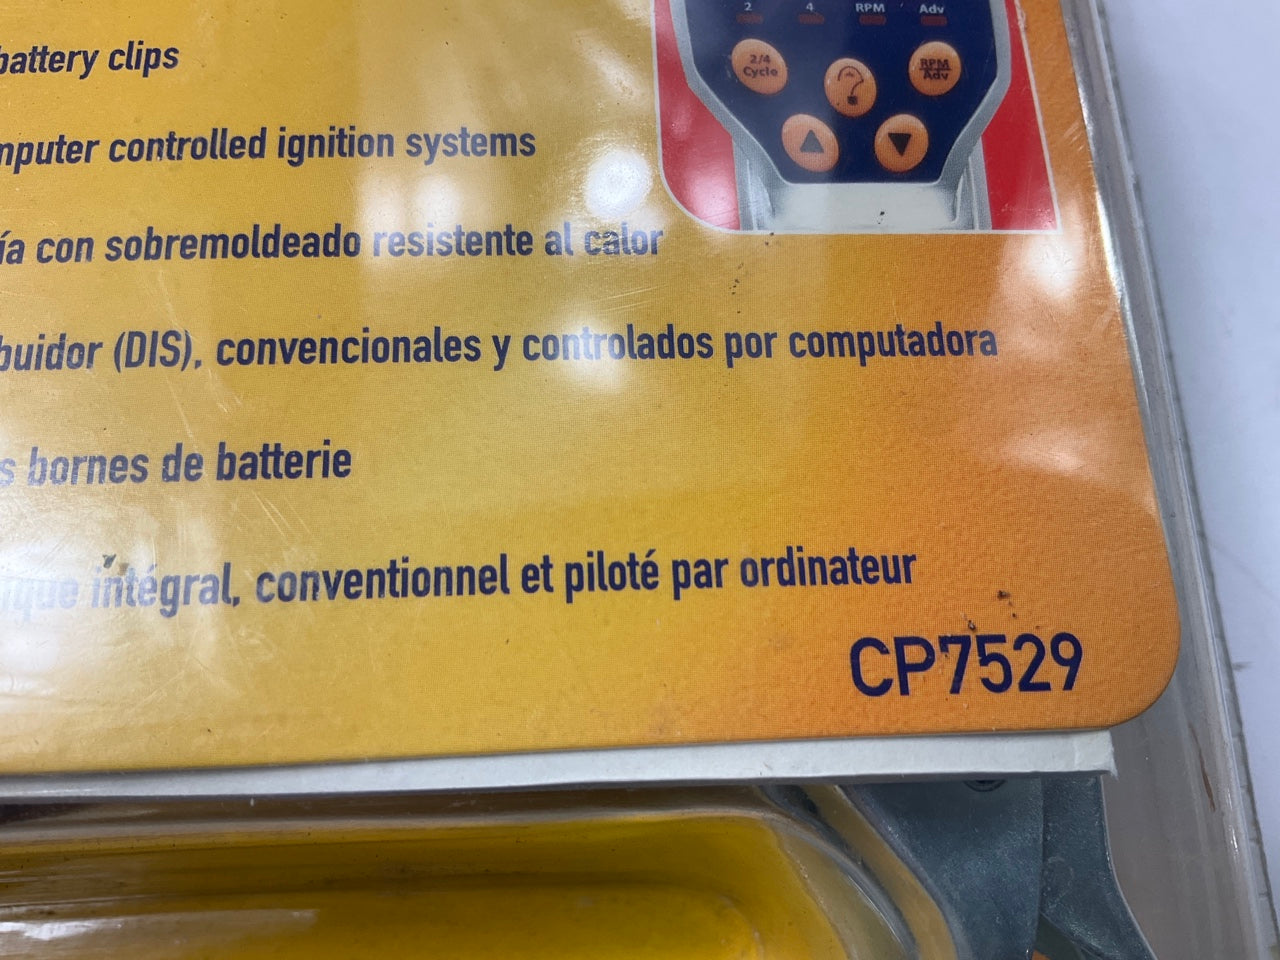 2 4 RPM Adv
2/4 Cycle ? RPM Adv
battery clips
mputer controlled ignition systems
ía con sobremoldeado resistente al calor
buidor (DIS), convencionales y controlados por computadora
s bornes de batterie
ique intégral, conventionnel et piloté par ordinateur
CP7529